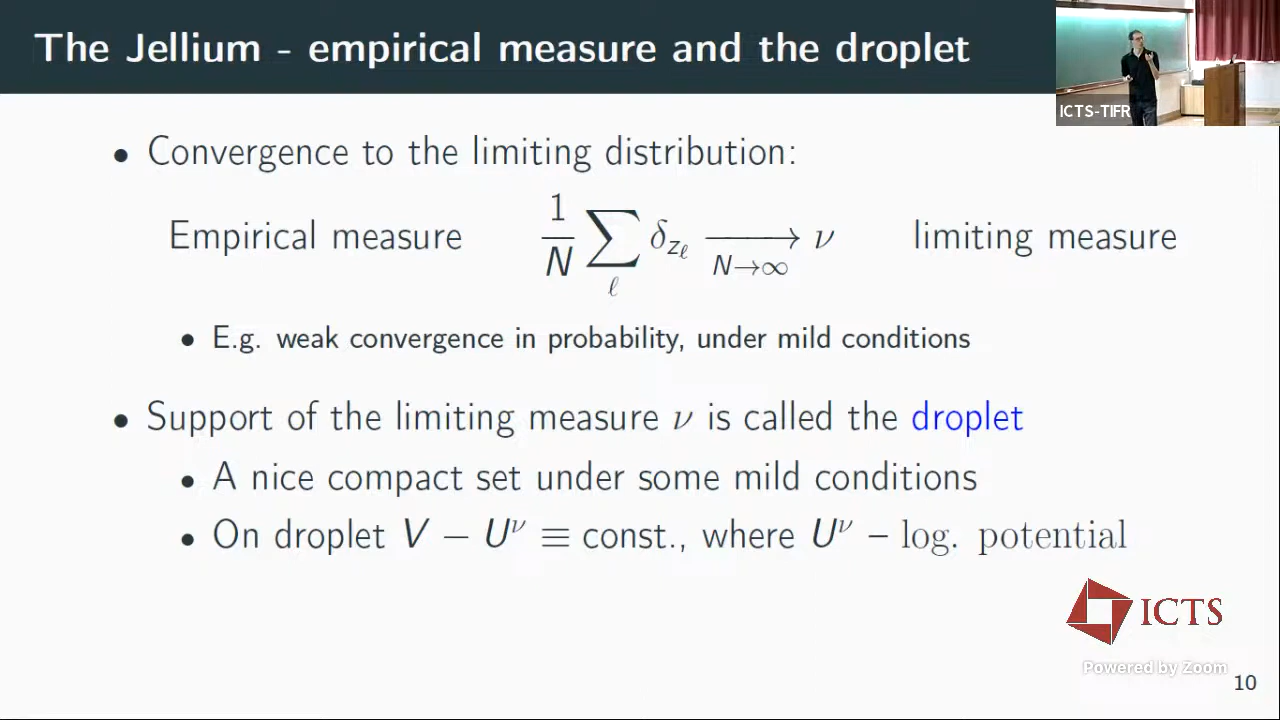 The Jellium - empirical measure and the droplet
ICTS-TIFR
• Convergence to the limiting distribution:
Empirical measure 1/N ∑_ℓ δ_{z_ℓ} →_{N→∞} ν limiting measure
• E.g. weak convergence in probability, under mild conditions
• Support of the limiting measure ν is called the droplet
• A nice compact set under some mild conditions
• On droplet V − U^ν ≡ const., where U^ν – log. potential
ICTS
Powered by Zoom
10